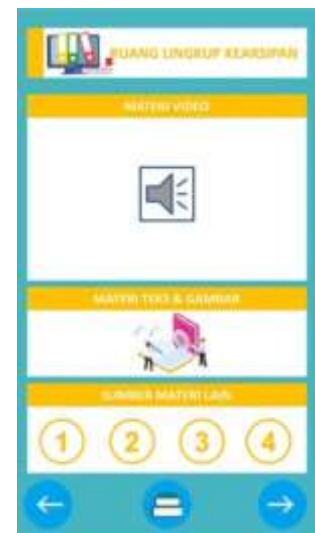 RUANG LINGKUP KEARSIPAN
MATERI VIDEO
MATERI TEKS & GAMBAR
SUMBER MATERI LAIN
1 2 3 4